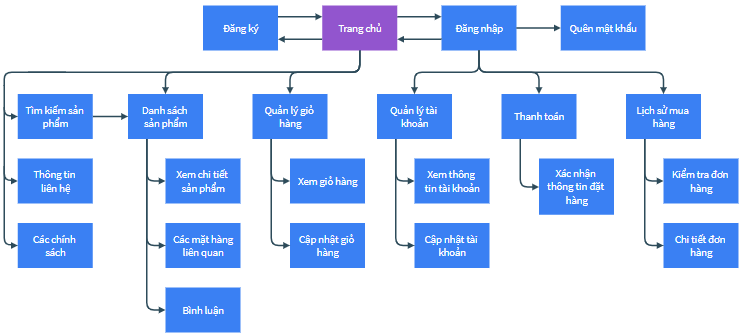 Đăng ký
Trang chủ
Đăng nhập
Quên mật khẩu
Tìm kiếm sản
phẩm
Danh sách
sản phẩm
Quản lý giỏ
hàng
Quản lý tài
khoản
Thanh toán
Lịch sử mua
hàng
Thông tin
liên hệ
Xem chi tiết
sản phẩm
Xem giỏ hàng
Xem thông
tin tài khoản
Xác nhận
thông tin đặt
hàng
Kiểm tra đơn
hàng
Các chính
sách
Các mặt hàng
liên quan
Cập nhật giỏ
hàng
Cập nhật tài
khoản
Chi tiết đơn
hàng
Bình luận